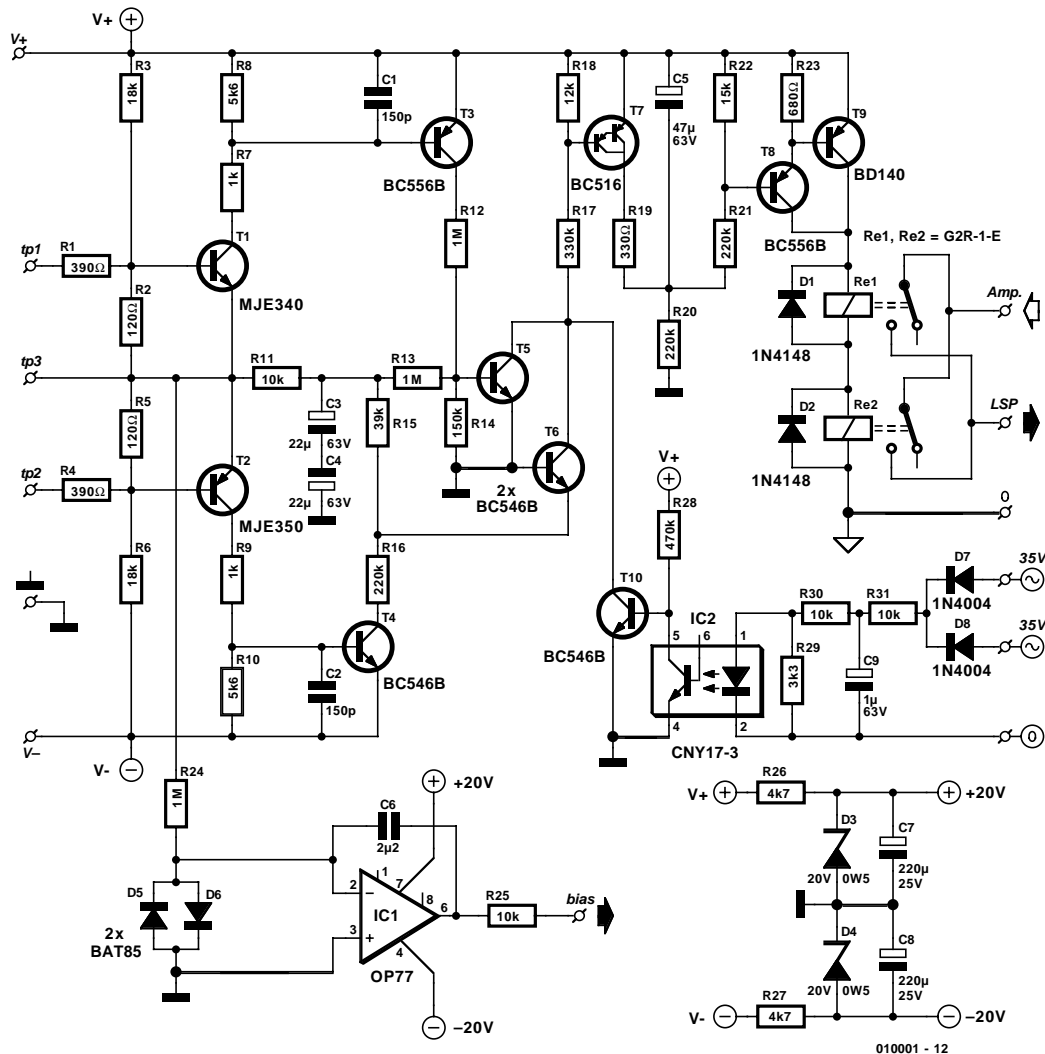 V+
V+
R3
18k
R8
5k6
C1
150p
T3
BC556B
R18
12k
T7
BC516
C5
47µ
63V
R22
15k
R23
680Ω
T9
BD140
T8
BC556B
R7
1k
R12
1M
R17
330k
R19
330Ω
R21
220k
Re1, Re2 = G2R-1-E
tp1
R1
390Ω
T1
MJE340
R2
120Ω
D1
1N4148
Re1
Amp.
R20
220k
tp3
R11
10k
R13
1M
T5
R5
120Ω
C3
22µ
63V
C4
22µ
63V
R15
39k
R14
150k
T6
2x
BC546B
D2
1N4148
Re2
LSP
0
tp2
R4
390Ω
T2
MJE350
V+
R28
470k
R6
18k
R9
1k
R16
220k
T4
BC546B
T10
BC546B
IC2
5
6
1
4
2
CNY17-3
R30
10k
R31
10k
D7
1N4004
35V
D8
1N4004
35V
R29
3k3
C9
1µ
63V
0
R10
5k6
C2
150p
V–
V-
R24
1M
+20V
C6
2µ2
D5
D6
2x
BAT85
2
3
1
7
8
6
4
IC1
OP77
R25
10k
bias
–20V
V+
R26
4k7
+20V
D3
20V
0W5
C7
220µ
25V
D4
20V
0W5
C8
220µ
25V
V-
R27
4k7
–20V
010001 - 12